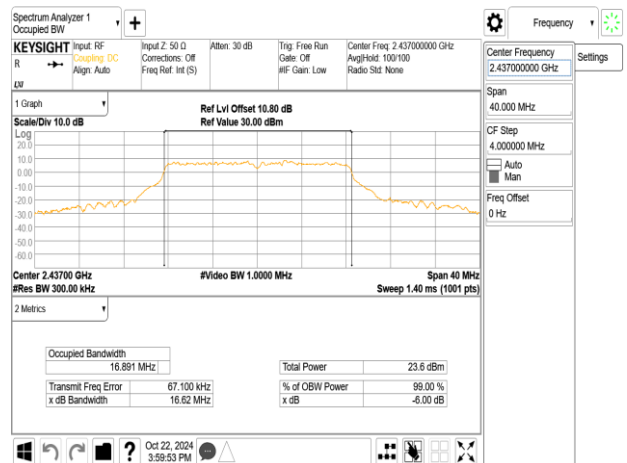 Spectrum Analyzer 1
Occupied BW
Frequency
KEYSIGHT
R
LXI
Input: RF
Coupling: DC
Align: Auto
Input Z: 50 Ω
Corrections: Off
Freq Ref: Int (S)
Atten: 30 dB
Trig: Free Run
Gate: Off
#IF Gain: Low
Center Freq: 2.437000000 GHz
Avg|Hold: 100/100
Radio Std: None
Center Frequency
2.437000000 GHz
Settings
Span
40.000 MHz
CF Step
4.000000 MHz
Auto
Man
Freq Offset
0 Hz
1 Graph
Scale/Div 10.0 dB
Ref Lvl Offset 10.80 dB
Ref Value 30.00 dBm
Log
20.0
10.0
0.00
-10.0
-20.0
-30.0
-40.0
-50.0
-60.0
Center 2.43700 GHz
#Video BW 1.0000 MHz
Span 40 MHz
#Res BW 300.00 kHz
Sweep 1.40 ms (1001 pts)
2 Metrics
Occupied Bandwidth
16.891 MHz
Total Power 23.6 dBm
Transmit Freq Error 67.100 kHz
% of OBW Power 99.00 %
x dB Bandwidth 16.62 MHz
x dB -6.00 dB
?
Oct 22, 2024
3:59:53 PM